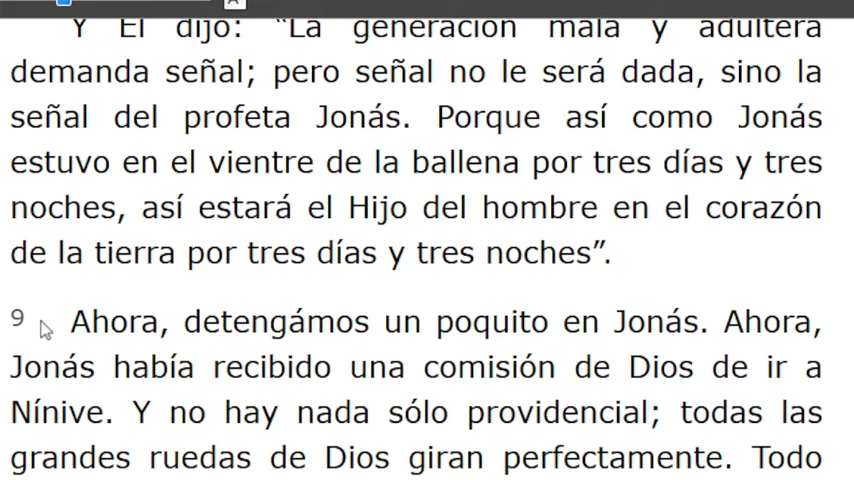 Y El dijo: “La generación mala y adultera
demanda señal; pero señal no le será dada, sino la
señal del profeta Jonás. Porque así como Jonás
estuvo en el vientre de la ballena por tres días y tres
noches, así estará el Hijo del hombre en el corazón
de la tierra por tres días y tres noches”.
9 Ahora, detengámos un poquito en Jonás. Ahora,
Jonás había recibido una comisión de Dios de ir a
Nínive. Y no hay nada sólo providencial; todas las
grandes ruedas de Dios giran perfectamente. Todo